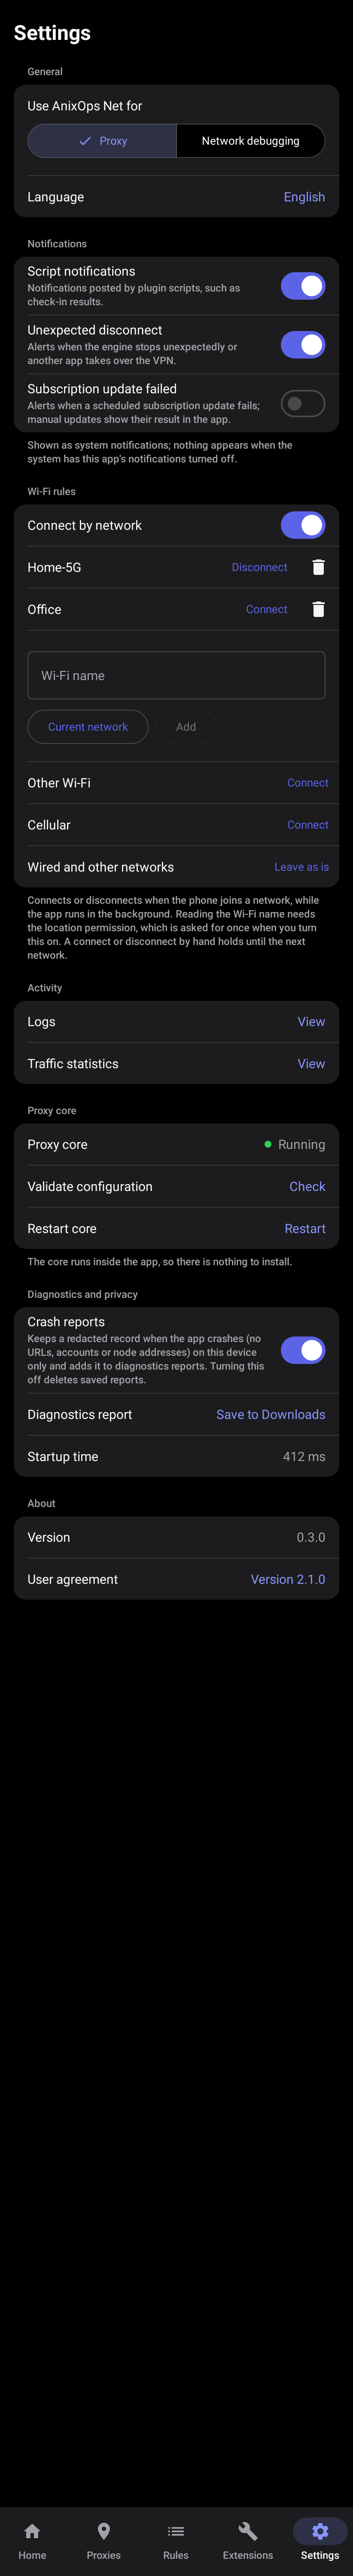 Settings
General
Use AnixOps Net for
Proxy
Network debugging
Language
English
Notifications
Script notifications
Notifications posted by plugin scripts, such as
check-in results.
Unexpected disconnect
Alerts when the engine stops unexpectedly or
another app takes over the VPN.
Subscription update failed
Alerts when a scheduled subscription update fails;
manual updates show their result in the app.
Shown as system notifications; nothing appears when the
system has this app's notifications turned off.
Wi-Fi rules
Connect by network
Home-5G
Disconnect
Office
Connect
Wi-Fi name
Current network
Add
Other Wi-Fi
Connect
Cellular
Connect
Wired and other networks
Leave as is
Connects or disconnects when the phone joins a network, while
the app runs in the background. Reading the Wi-Fi name needs
the location permission, which is asked for once when you turn
this on. A connect or disconnect by hand holds until the next
network.
Activity
Logs
View
Traffic statistics
View
Proxy core
Proxy core
Running
Validate configuration
Check
Restart core
Restart
The core runs inside the app, so there is nothing to install.
Diagnostics and privacy
Crash reports
Keeps a redacted record when the app crashes (no
URLs, accounts or node addresses) on this device
only and adds it to diagnostics reports. Turning this
off deletes saved reports.
Diagnostics report
Save to Downloads
Startup time
412 ms
About
Version
0.3.0
User agreement
Version 2.1.0
Home
Proxies
Rules
Extensions
Settings